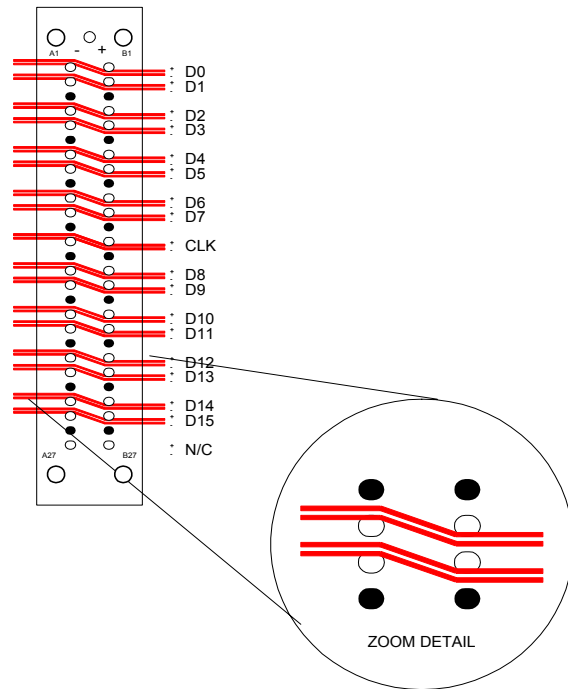 A1 - + B1
+ - D0
+ - D1
+ - D2
+ - D3
+ - D4
+ - D5
+ - D6
+ - D7
+ - CLK
+ - D8
+ - D9
+ - D10
+ - D11
+ - D12
+ - D13
+ - D14
+ - D15
+ - N/C
A27 B27
ZOOM DETAIL